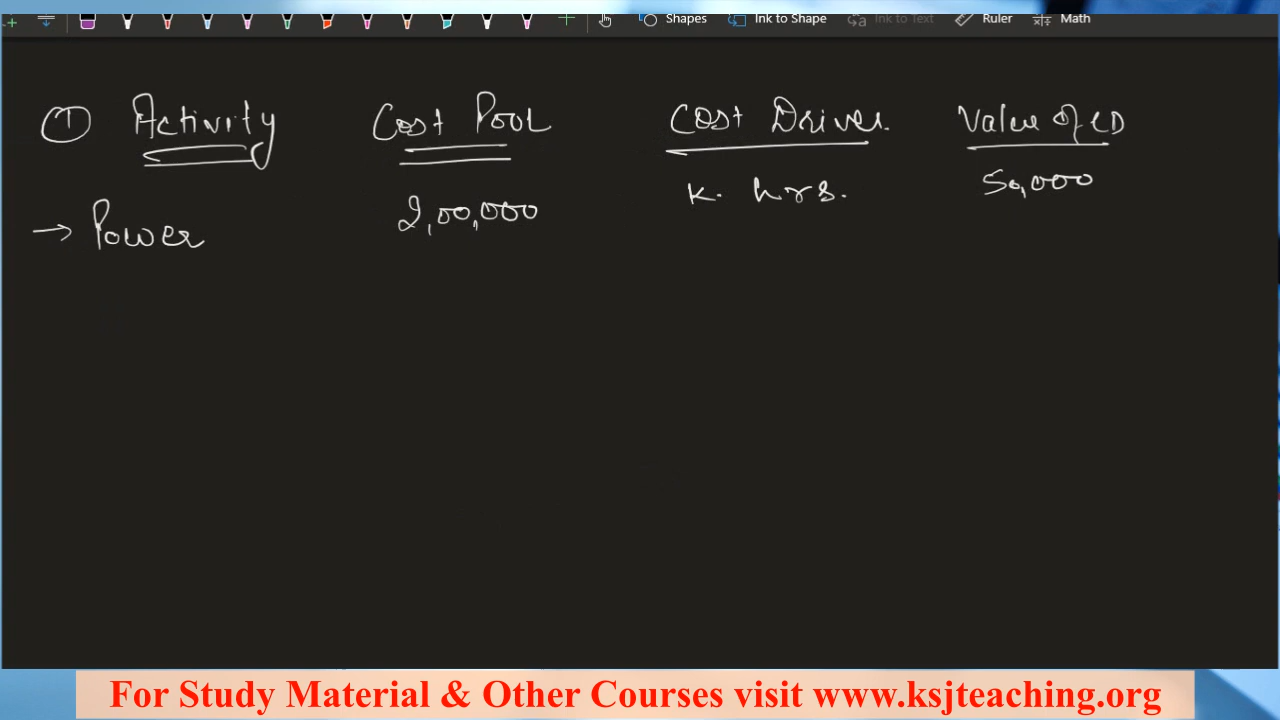 Shapes Ink to Shape Ink to Text Ruler Math
① Activity Cost Pool Cost Driver. Value of CD
→ Power 2,00,000 K. hrs. 50,000
For Study Material & Other Courses visit www.ksjteaching.org